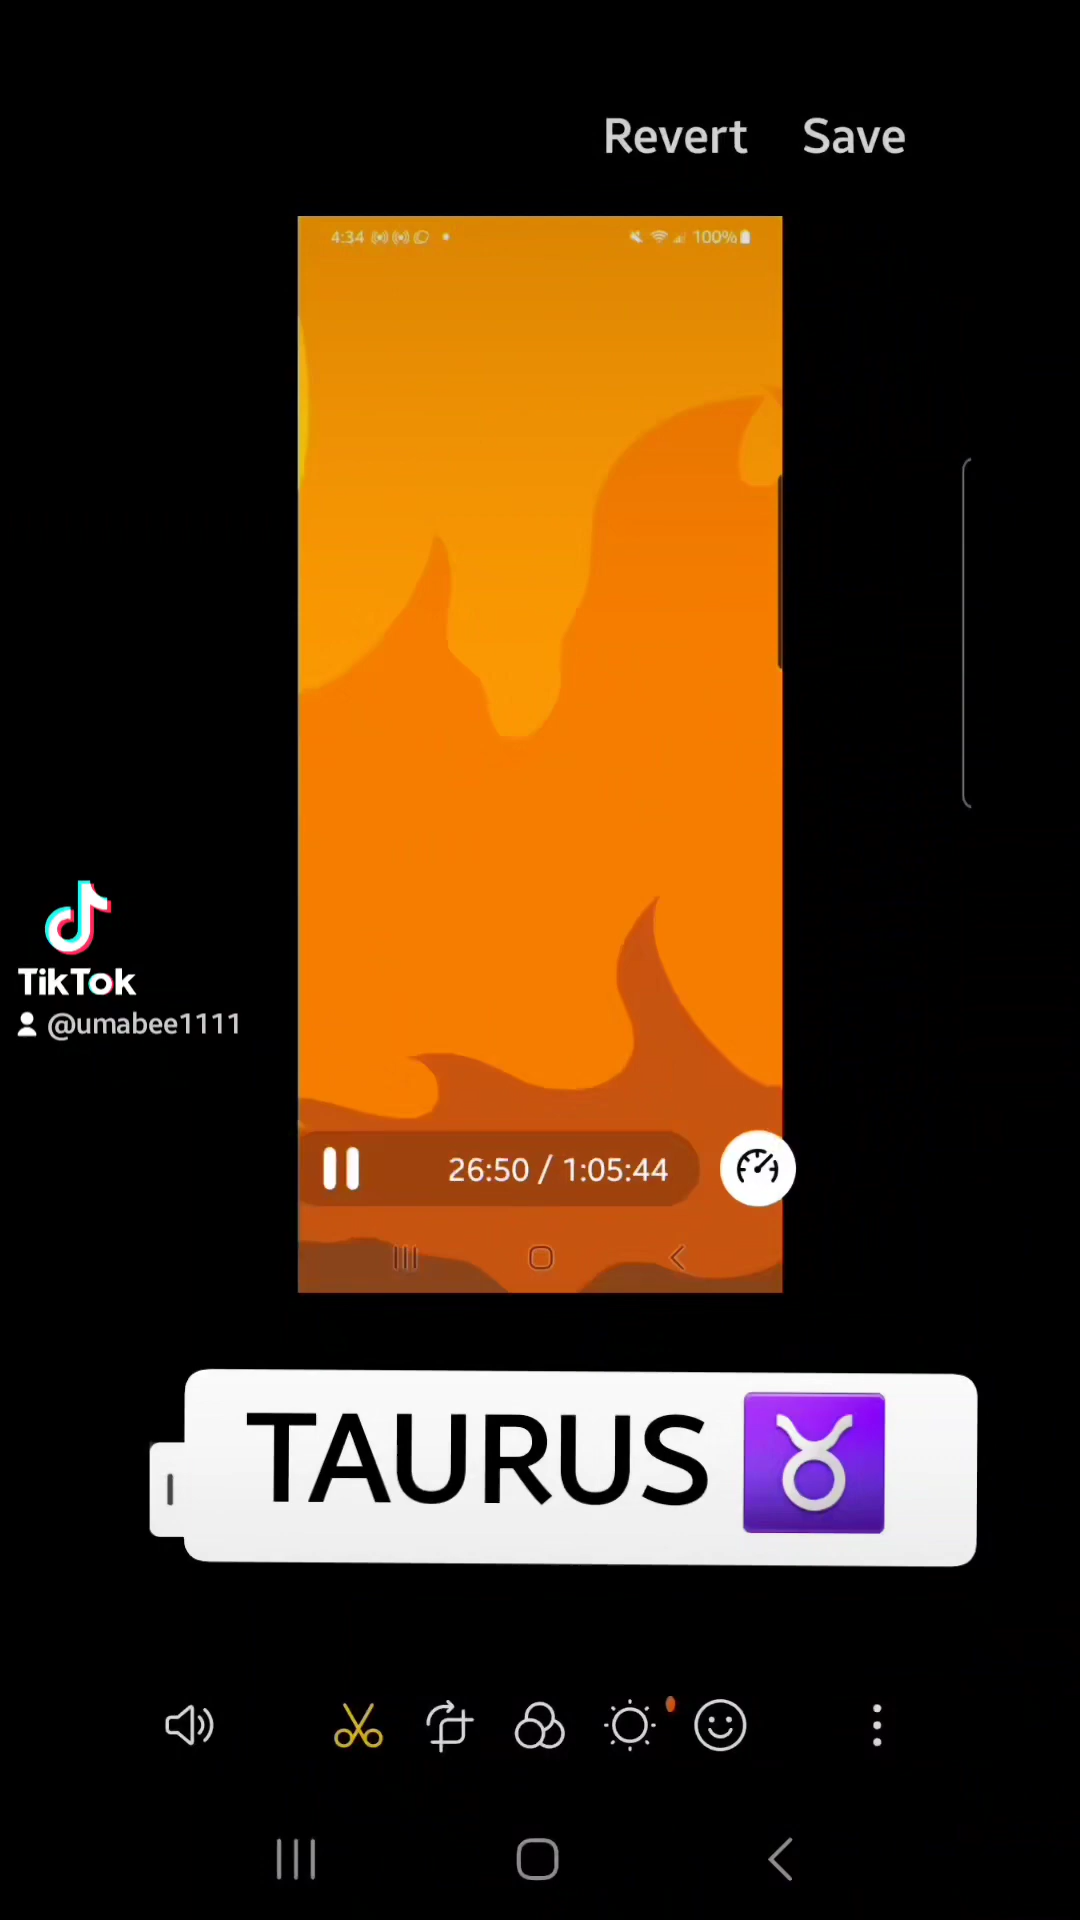 Revert Save
4:34 100%
TikTok
@umabee1111
26:50 / 1:05:44
TAURUS ♉